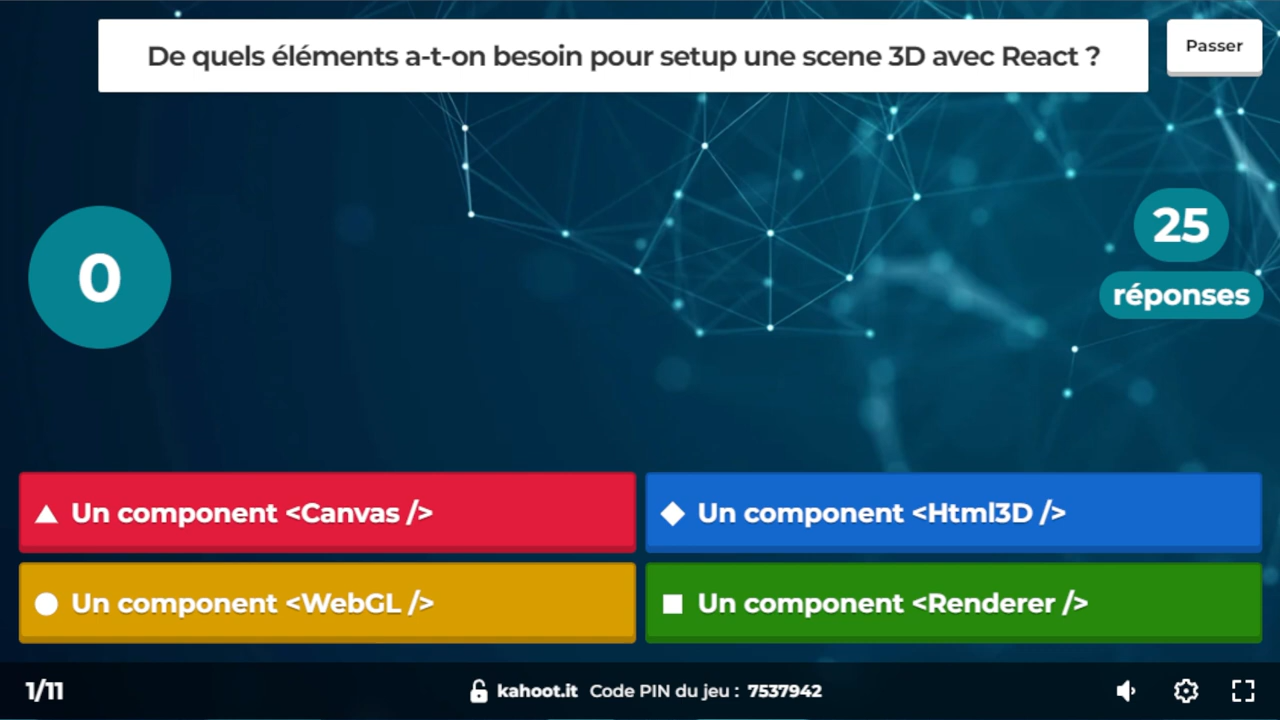 De quels éléments a-t-on besoin pour setup une scene 3D avec React ?
Passer
0
25
réponses
Un component <Canvas />
Un component <Html3D />
Un component <WebGL />
Un component <Renderer />
1/11
kahoot.it Code PIN du jeu : 7537942